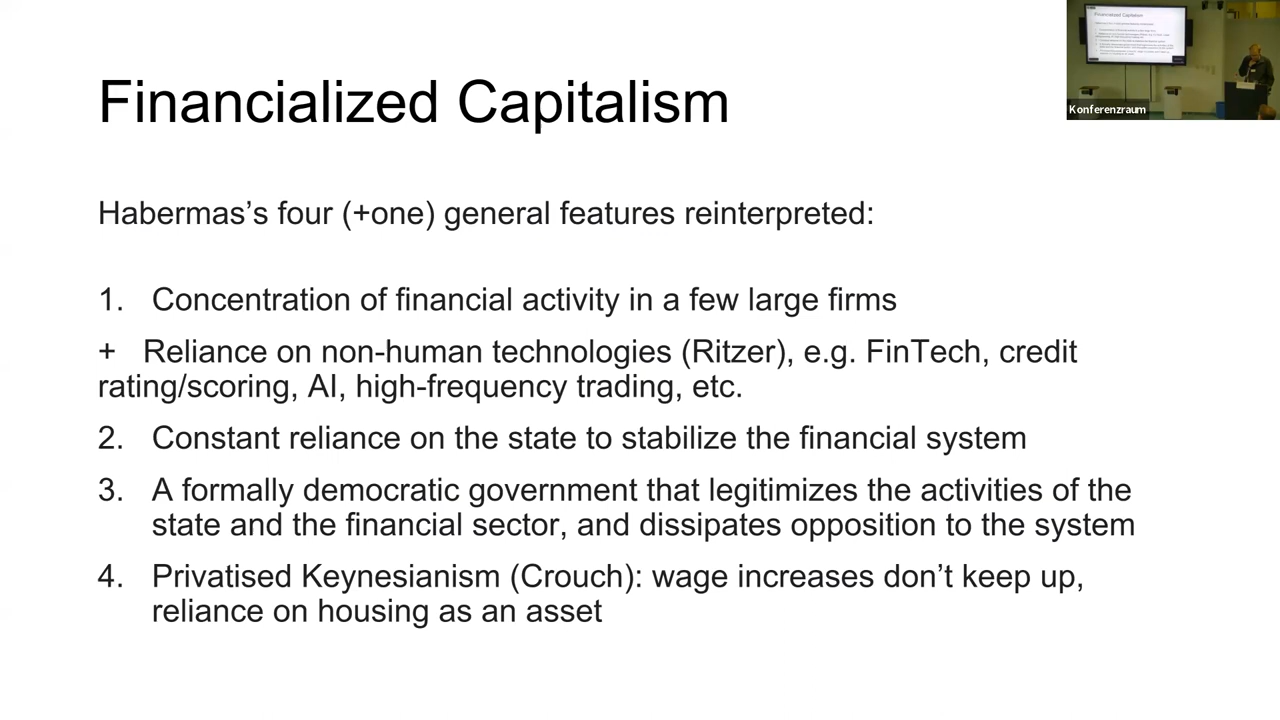 Financialized Capitalism
Konferenzraum
Habermas’s four (+one) general features reinterpreted:
1. Concentration of financial activity in a few large firms
+ Reliance on non-human technologies (Ritzer), e.g. FinTech, credit
rating/scoring, AI, high-frequency trading, etc.
2. Constant reliance on the state to stabilize the financial system
3. A formally democratic government that legitimizes the activities of the
state and the financial sector, and dissipates opposition to the system
4. Privatised Keynesianism (Crouch): wage increases don’t keep up,
reliance on housing as an asset